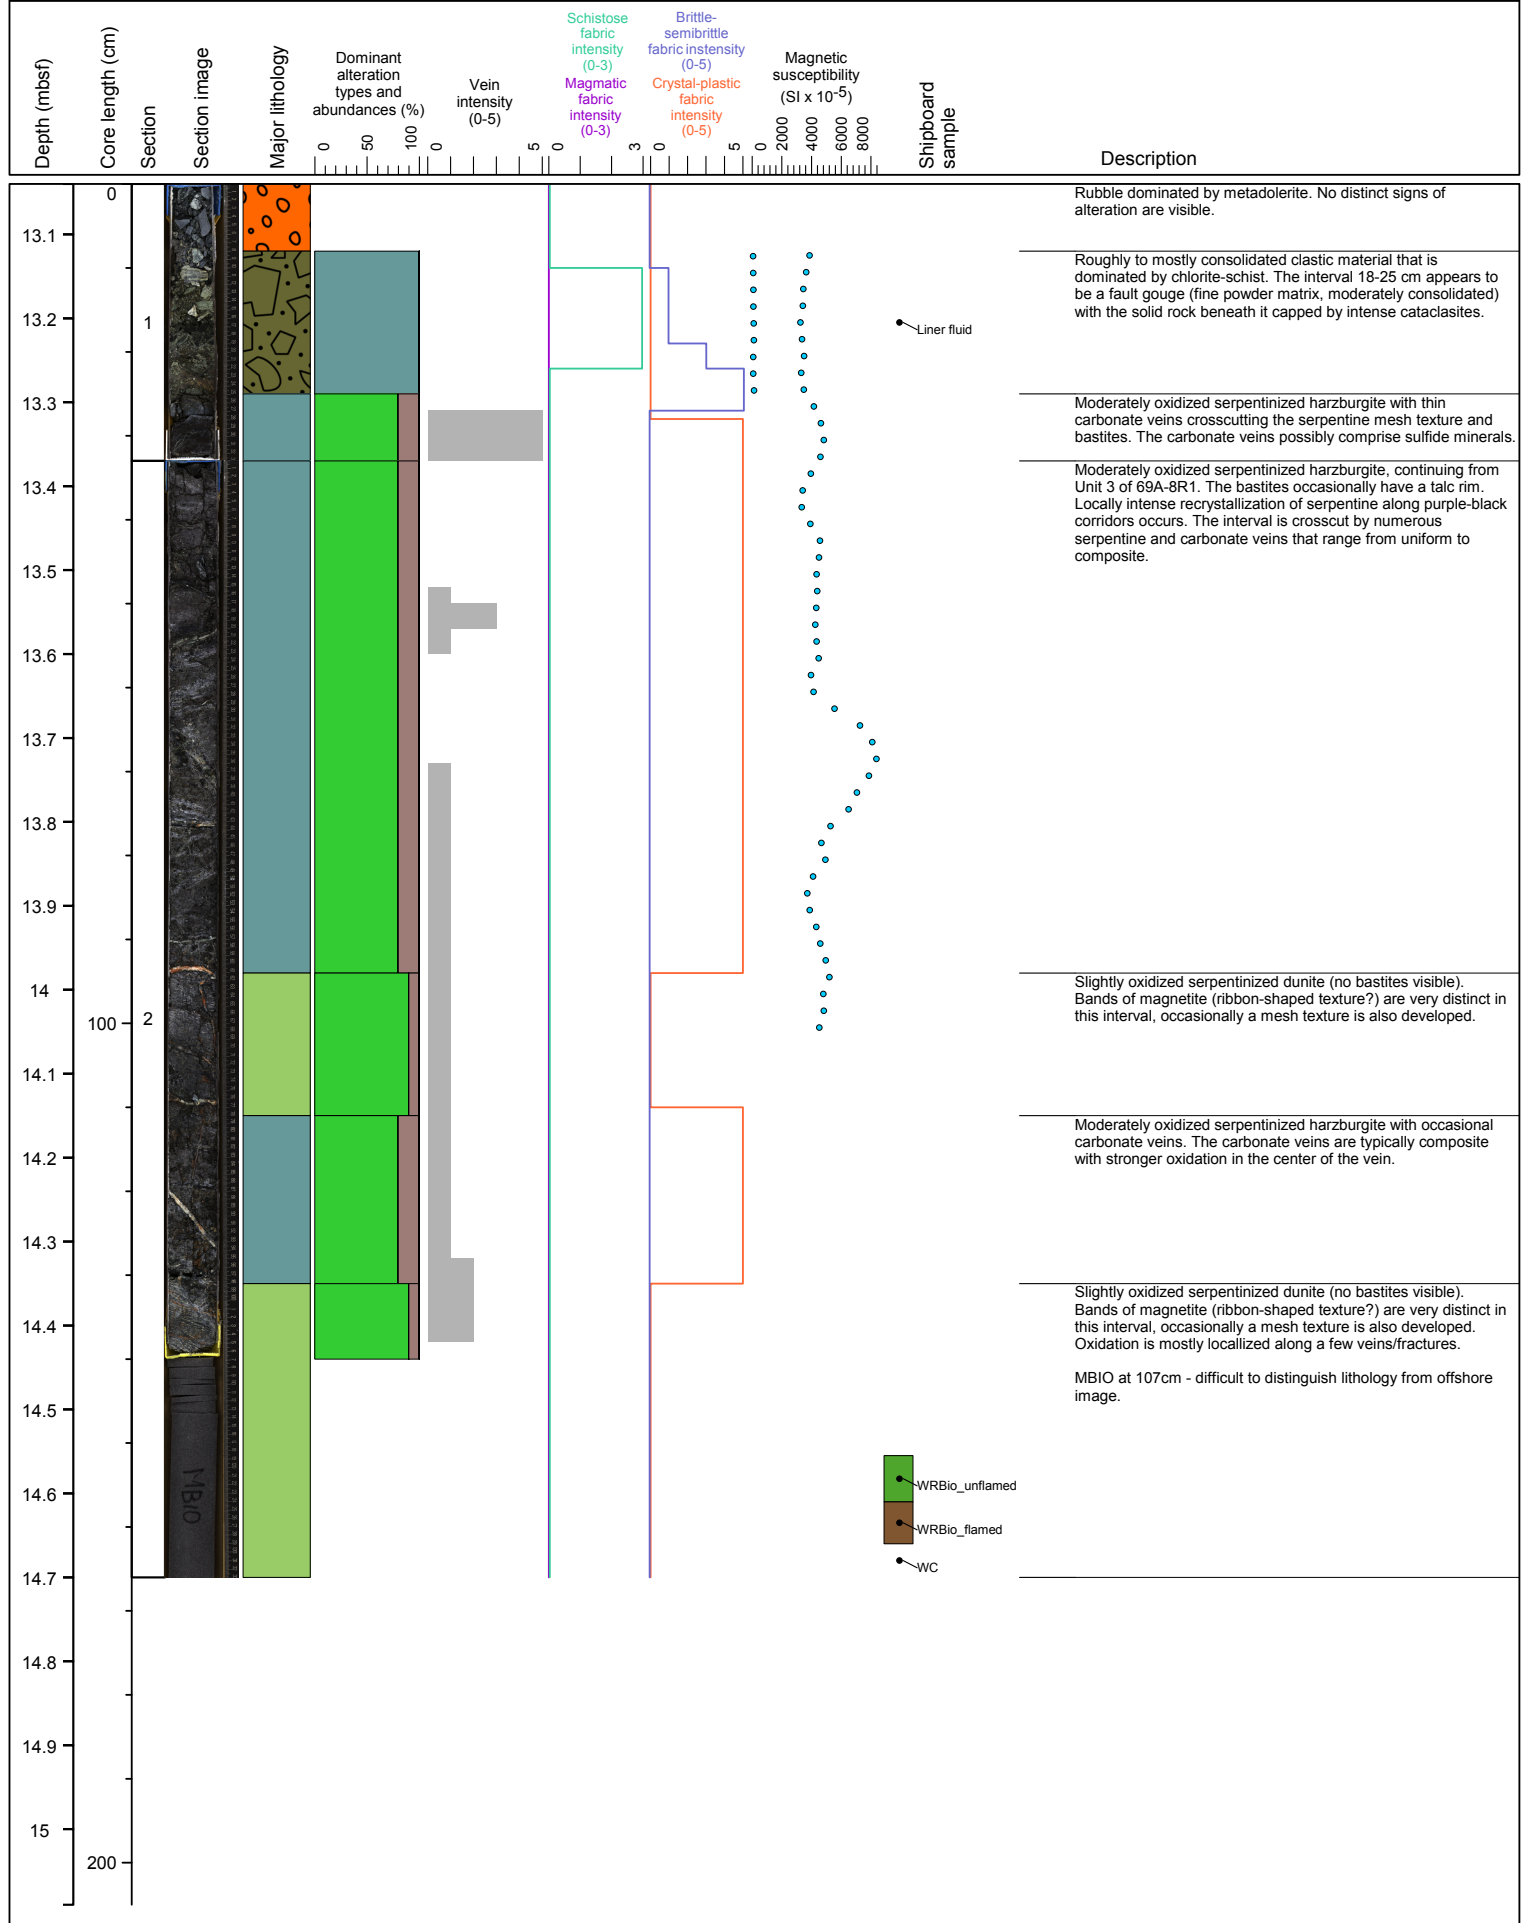 Depth (mbsf)
Core length (cm)
Section
Section image
Major lithology
Dominant
alteration
types and
abundances (%)
0
50
100
Vein
intensity
(0-5)
0
5
Schistose
fabric
intensity
(0-3)
Magmatic
fabric
intensity
(0-3)
0
3
Brittle-
semibrittle
fabric instensity
(0-5)
Crystal-plastic
fabric
intensity
(0-5)
0
5
Magnetic
susceptibility
(SI x 10-5)
0
2000
4000
6000
8000
Shipboard
sample
Description
13.1
13.2
13.3
13.4
13.5
13.6
13.7
13.8
13.9
14
14.1
14.2
14.3
14.4
14.5
14.6
14.7
14.8
14.9
15
0
100
200
1
2
MBIO
Liner fluid
WRBio_unflamed
WRBio_flamed
WC
Rubble dominated by metadolerite. No distinct signs of
alteration are visible.
Roughly to mostly consolidated clastic material that is
dominated by chlorite-schist. The interval 18-25 cm appears to
be a fault gouge (fine powder matrix, moderately consolidated)
with the solid rock beneath it capped by intense cataclasites.
Moderately oxidized serpentinized harzburgite with thin
carbonate veins crosscutting the serpentine mesh texture and
bastites. The carbonate veins possibly comprise sulfide minerals.
Moderately oxidized serpentinized harzburgite, continuing from
Unit 3 of 69A-8R1. The bastites occasionally have a talc rim.
Locally intense recrystallization of serpentine along purple-black
corridors occurs. The interval is crosscut by numerous
serpentine and carbonate veins that range from uniform to
composite.
Slightly oxidized serpentinized dunite (no bastites visible).
Bands of magnetite (ribbon-shaped texture?) are very distinct in
this interval, occasionally a mesh texture is also developed.
Moderately oxidized serpentinized harzburgite with occasional
carbonate veins. The carbonate veins are typically composite
with stronger oxidation in the center of the vein.
Slightly oxidized serpentinized dunite (no bastites visible).
Bands of magnetite (ribbon-shaped texture?) are very distinct in
this interval, occasionally a mesh texture is also developed.
Oxidation is mostly locallized along a few veins/fractures.
MBIO at 107cm - difficult to distinguish lithology from offshore
image.